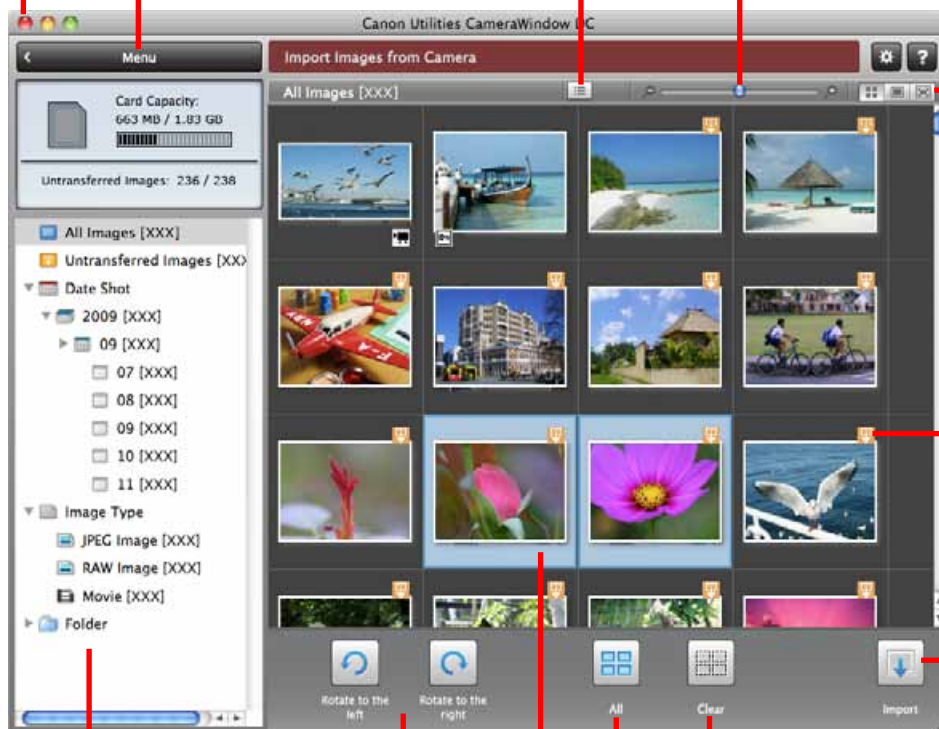 Canon Utilities CameraWindow DC
Menu
Import Images from Camera
?
Card Capacity:
663 MB / 1.83 GB
Untransferred Images: 236 / 238
All Images [XXX]
All Images [XXX]
Untransferred Images [XXX
Date Shot
2009 [XXX]
09 [XXX]
07 [XXX]
08 [XXX]
09 [XXX]
10 [XXX]
11 [XXX]
Image Type
JPEG Image [XXX]
RAW Image [XXX]
Movie [XXX]
Folder
Rotate to the
left
Rotate to the
right
All
Clear
Import